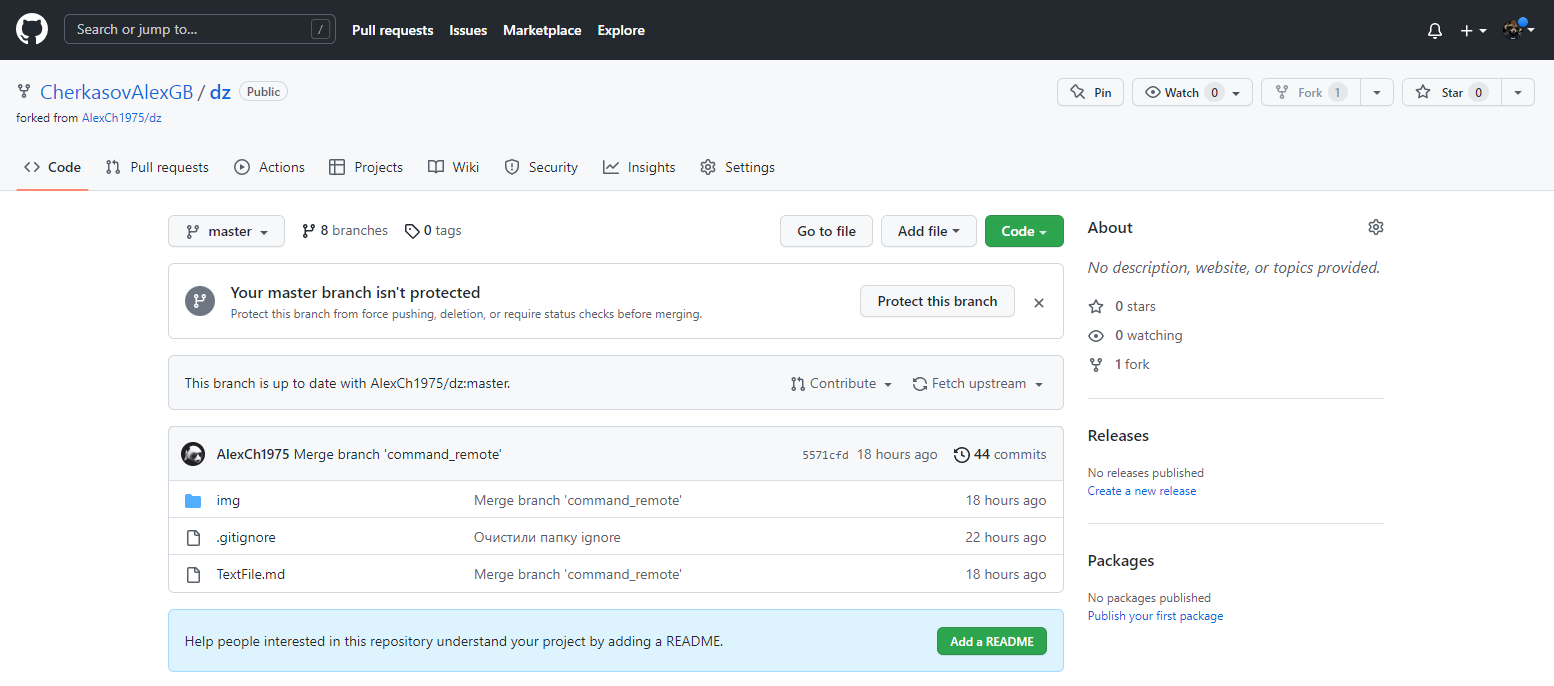 Search or jump to... / Pull requests Issues Marketplace Explore
CherkasovAlexGB / dz Public Pin Watch 0 Fork 1 Star 0
forked from AlexCh1975/dz
Code Pull requests Actions Projects Wiki Security Insights Settings
master 8 branches 0 tags Go to file Add file Code
Your master branch isn't protected
Protect this branch from force pushing, deletion, or require status checks before merging.
Protect this branch
This branch is up to date with AlexCh1975/dz:master. Contribute Fetch upstream
AlexCh1975 Merge branch 'command_remote' 5571cfd 18 hours ago 44 commits
img Merge branch 'command_remote' 18 hours ago
.gitignore Очистили папку ignore 22 hours ago
TextFile.md Merge branch 'command_remote' 18 hours ago
Help people interested in this repository understand your project by adding a README. Add a README
About
No description, website, or topics provided.
0 stars
0 watching
1 fork
Releases
No releases published
Create a new release
Packages
No packages published
Publish your first package